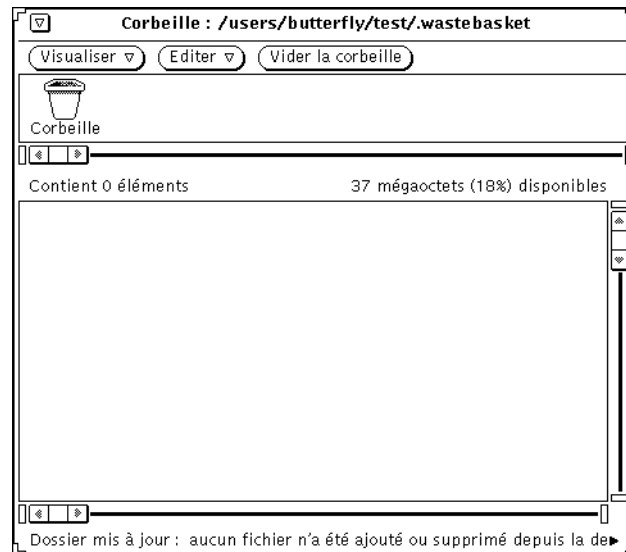 Corbeille : /users/butterfly/test/.wastebasket
Visualiser Editer Vider la corbeille
Corbeille
Contient 0 éléments 37 mégaoctets (18%) disponibles
Dossier mis à jour : aucun fichier n'a été ajouté ou supprimé depuis la de